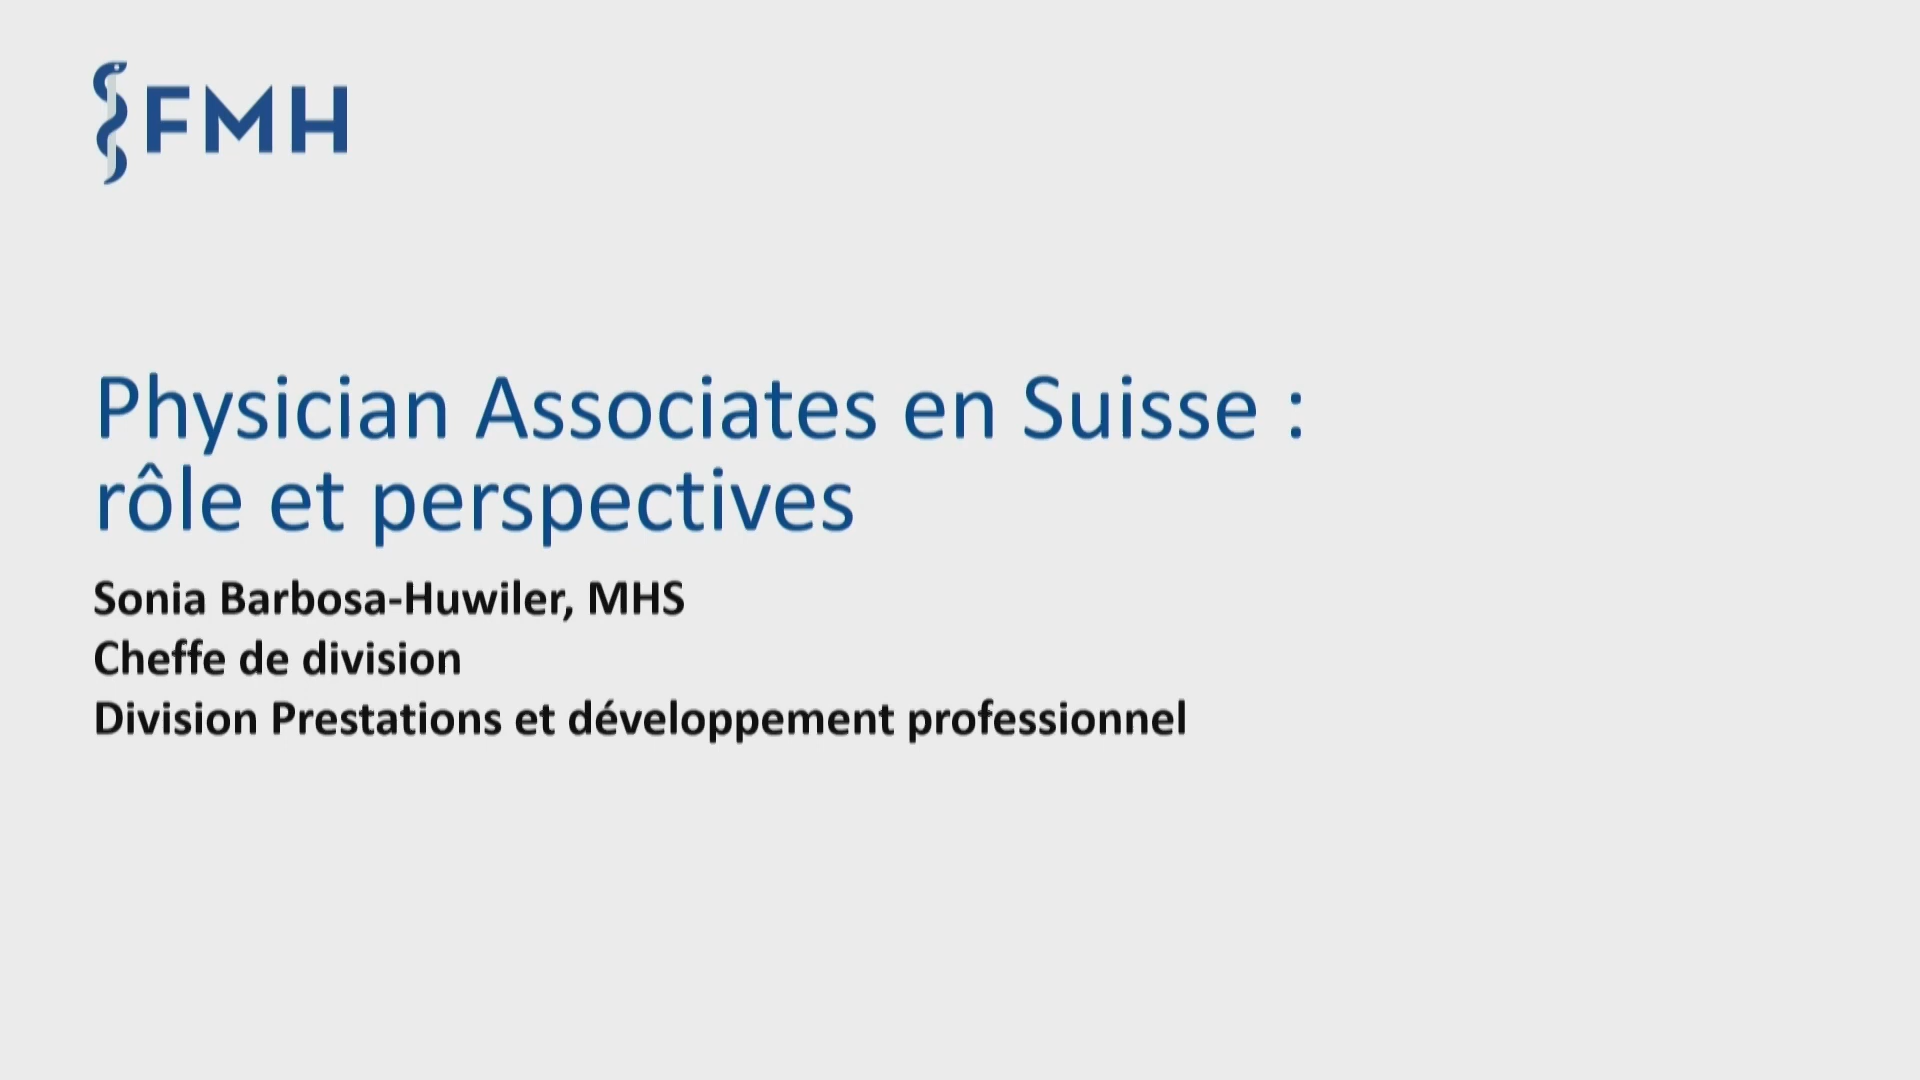 FMH
Physician Associates en Suisse :
rôle et perspectives
Sonia Barbosa-Huwiler, MHS
Cheffe de division
Division Prestations et développement professionnel